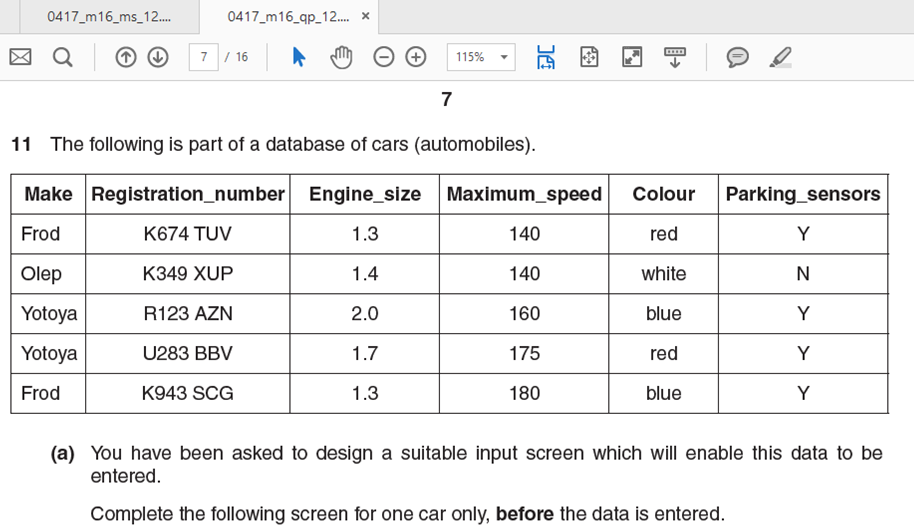 0417_m16_ms_12.... 0417_m16_qp_12.... ×
7 / 16 115%
7
11 The following is part of a database of cars (automobiles).
Make Registration_number Engine_size Maximum_speed Colour Parking_sensors
Frod K674 TUV 1.3 140 red Y
Olep K349 XUP 1.4 140 white N
Yotoya R123 AZN 2.0 160 blue Y
Yotoya U283 BBV 1.7 175 red Y
Frod K943 SCG 1.3 180 blue Y
(a) You have been asked to design a suitable input screen which will enable this data to be
entered.
Complete the following screen for one car only, before the data is entered.